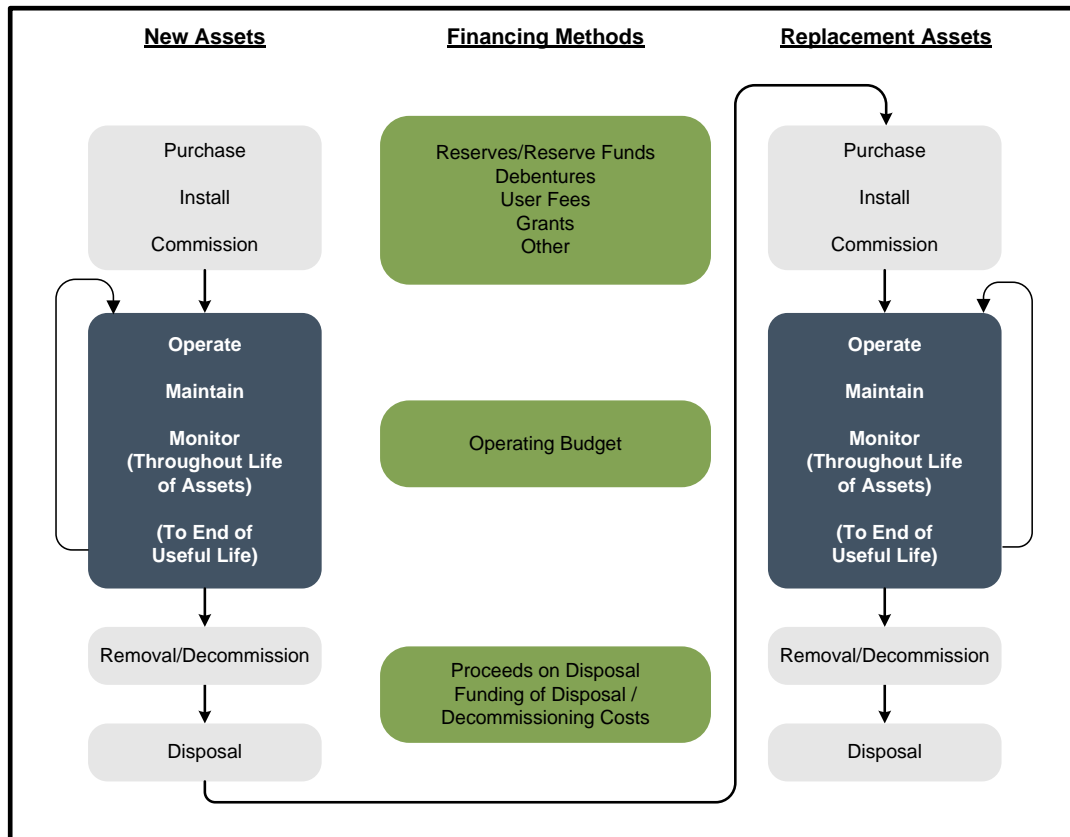 New Assets
Purchase
Install
Commission
Operate
Maintain
Monitor
(Throughout Life
of Assets)
(To End of
Useful Life)
Removal/Decommission
Disposal
Financing Methods
Reserves/Reserve Funds
Debentures
User Fees
Grants
Other
Operating Budget
Proceeds on Disposal
Funding of Disposal /
Decommissioning Costs
Replacement Assets
Purchase
Install
Commission
Operate
Maintain
Monitor
(Throughout Life
of Assets)
(To End of
Useful Life)
Removal/Decommission
Disposal